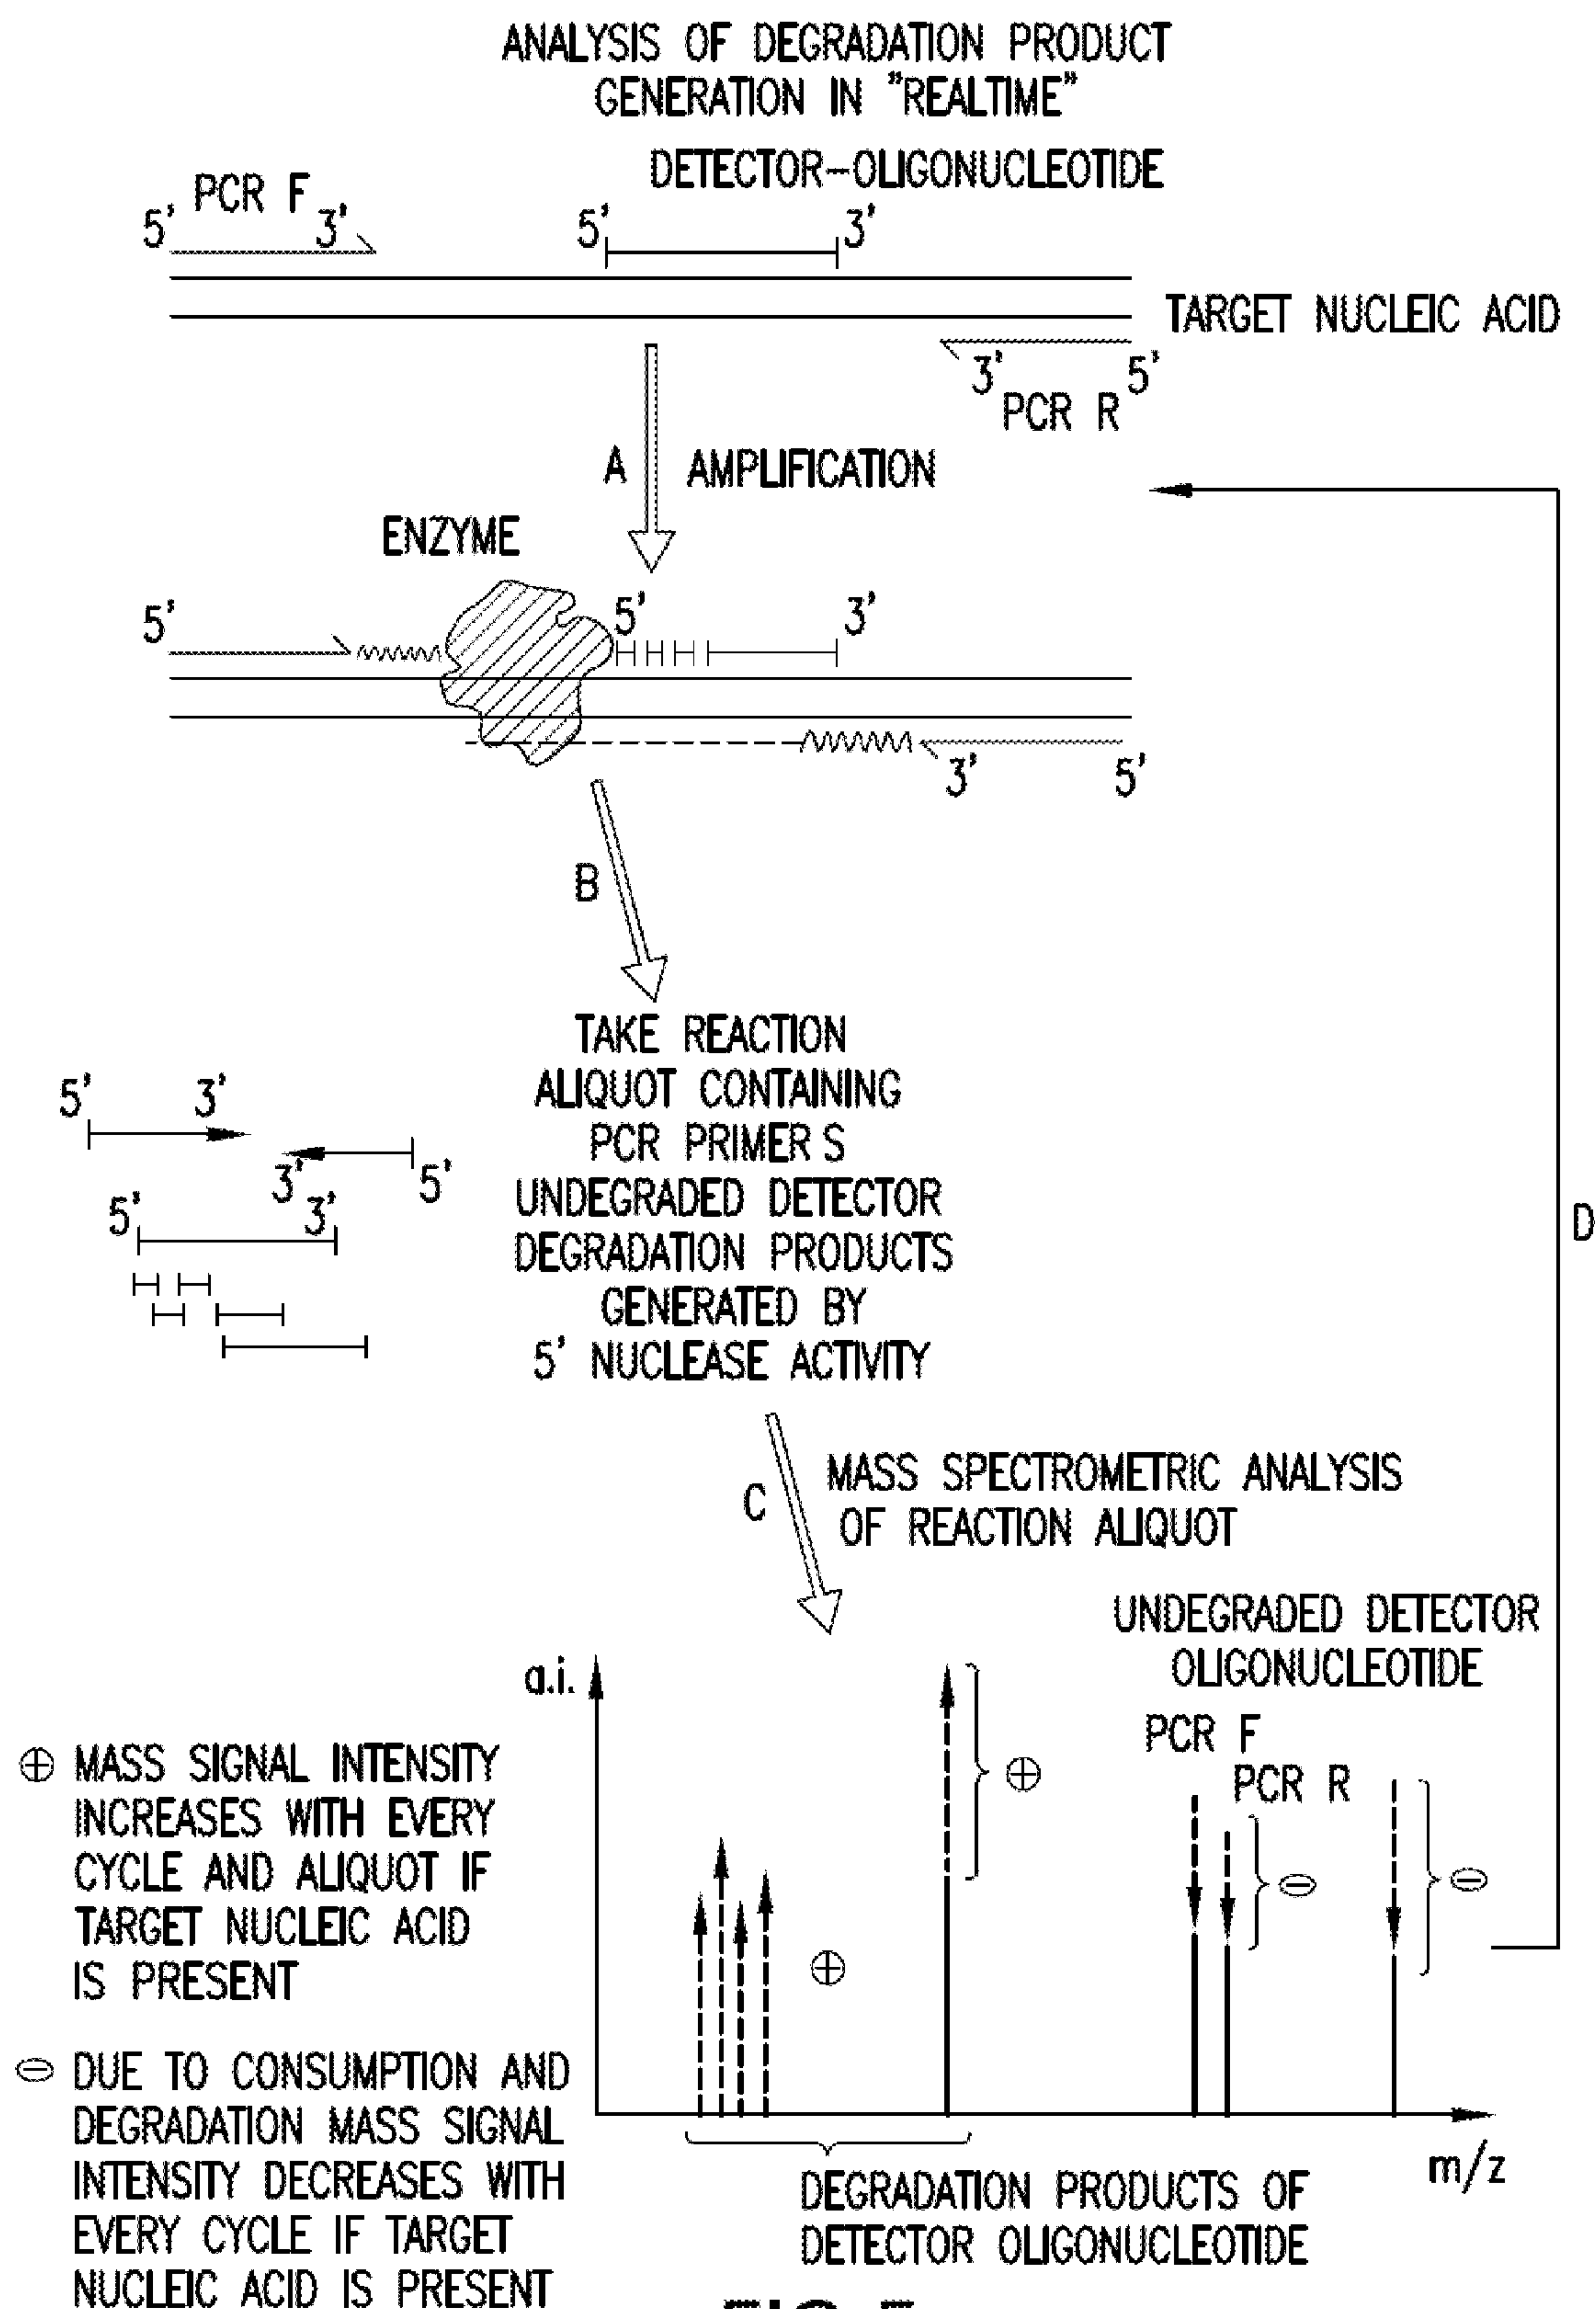 ANALYSIS OF DEGRADATION PRODUCT
GENERATION IN "REALTIME"
DETECTOR-OLIGONUCLEOTIDE
PCR F
5' 3' 5' 3'
TARGET NUCLEIC ACID
3' 5'
PCR R
A AMPLIFICATION
ENZYME
5' 5' 3'
3' 5'
B
TAKE REACTION
ALIQUOT CONTAINING
PCR PRIMER S
UNDEGRADED DETECTOR
DEGRADATION PRODUCTS
GENERATED BY
5' NUCLEASE ACTIVITY
5' 3'
3' 5'
5' 3'
D
C
MASS SPECTROMETRIC ANALYSIS
OF REACTION ALIQUOT
UNDEGRADED DETECTOR
OLIGONUCLEOTIDE
a.i.
PCR F
PCR R
⊕ MASS SIGNAL INTENSITY
INCREASES WITH EVERY
CYCLE AND ALIQUOT IF
TARGET NUCLEIC ACID
IS PRESENT
⊖ DUE TO CONSUMPTION AND
DEGRADATION MASS SIGNAL
INTENSITY DECREASES WITH
EVERY CYCLE IF TARGET
NUCLEIC ACID IS PRESENT
⊕
⊕
⊖
⊖
m/z
DEGRADATION PRODUCTS OF
DETECTOR OLIGONUCLEOTIDE